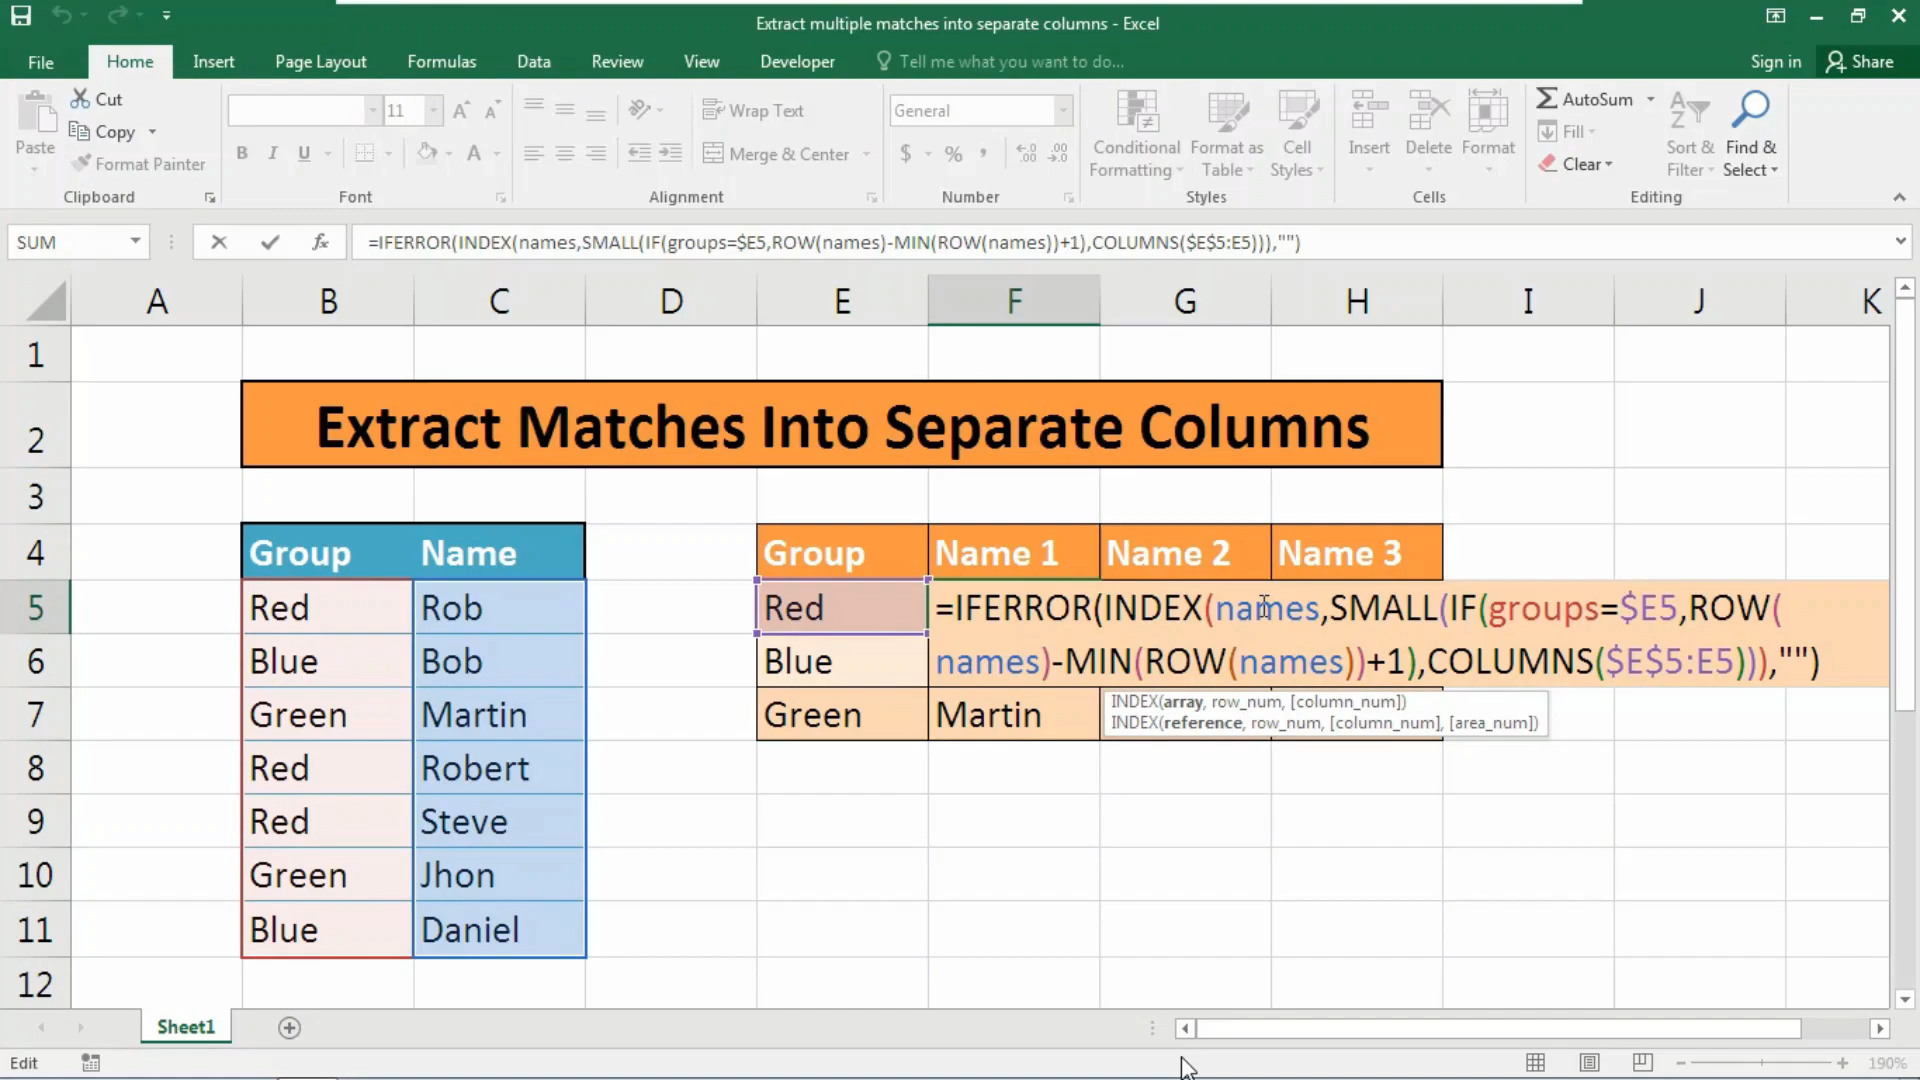 Extract multiple matches into separate columns - Excel
File Home Insert Page Layout Formulas Data Review View Developer Tell me what you want to do... Sign in Share
Cut
Copy
Format Painter
Paste
Clipboard
11
B I U A
Font
Wrap Text
Merge & Center
Alignment
General
$ % ,
Number
Conditional Formatting
Format as Table
Cell Styles
Styles
Insert Delete Format
Cells
AutoSum
Fill
Clear
Sort & Filter
Find & Select
Editing
SUM fx =IFERROR(INDEX(names,SMALL(IF(groups=$E5,ROW(names)-MIN(ROW(names))+1),COLUMNS($E$5:E5))),"")
A B C D E F G H I J K
1
2 Extract Matches Into Separate Columns
3
4 Group Name Group Name 1 Name 2 Name 3
5 Red Rob Red =IFERROR(INDEX(names,SMALL(IF(groups=$E5,ROW(
6 Blue Bob Blue names)-MIN(ROW(names))+1),COLUMNS($E$5:E5))),"")
7 Green Martin Green Martin
INDEX(array, row_num, [column_num])
INDEX(reference, row_num, [column_num], [area_num])
8 Red Robert
9 Red Steve
10 Green Jhon
11 Blue Daniel
12
Sheet1
Edit 190%